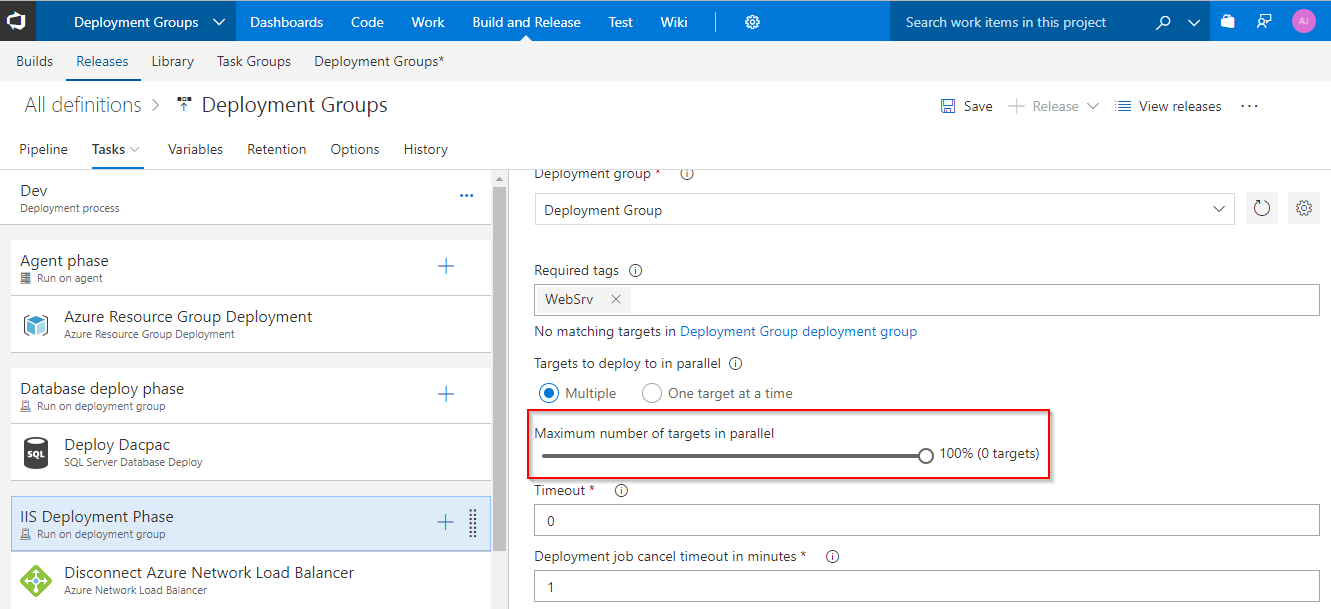 Deployment Groups Dashboards Code Work Build and Release Test Wiki Search work items in this project AJ
Builds Releases Library Task Groups Deployment Groups*
All definitions > Deployment Groups Save Release View releases ...
Pipeline Tasks Variables Retention Options History
Dev
Deployment process
...
Agent phase
Run on agent
Azure Resource Group Deployment
Azure Resource Group Deployment
Database deploy phase
Run on deployment group
SQL
Deploy Dacpac
SQL Server Database Deploy
IIS Deployment Phase
Run on deployment group
Disconnect Azure Network Load Balancer
Azure Network Load Balancer
Deployment group *
Deployment Group
Required tags
WebSrv
No matching targets in Deployment Group deployment group
Targets to deploy to in parallel
Multiple One target at a time
Maximum number of targets in parallel
100% (0 targets)
Timeout *
0
Deployment job cancel timeout in minutes *
1